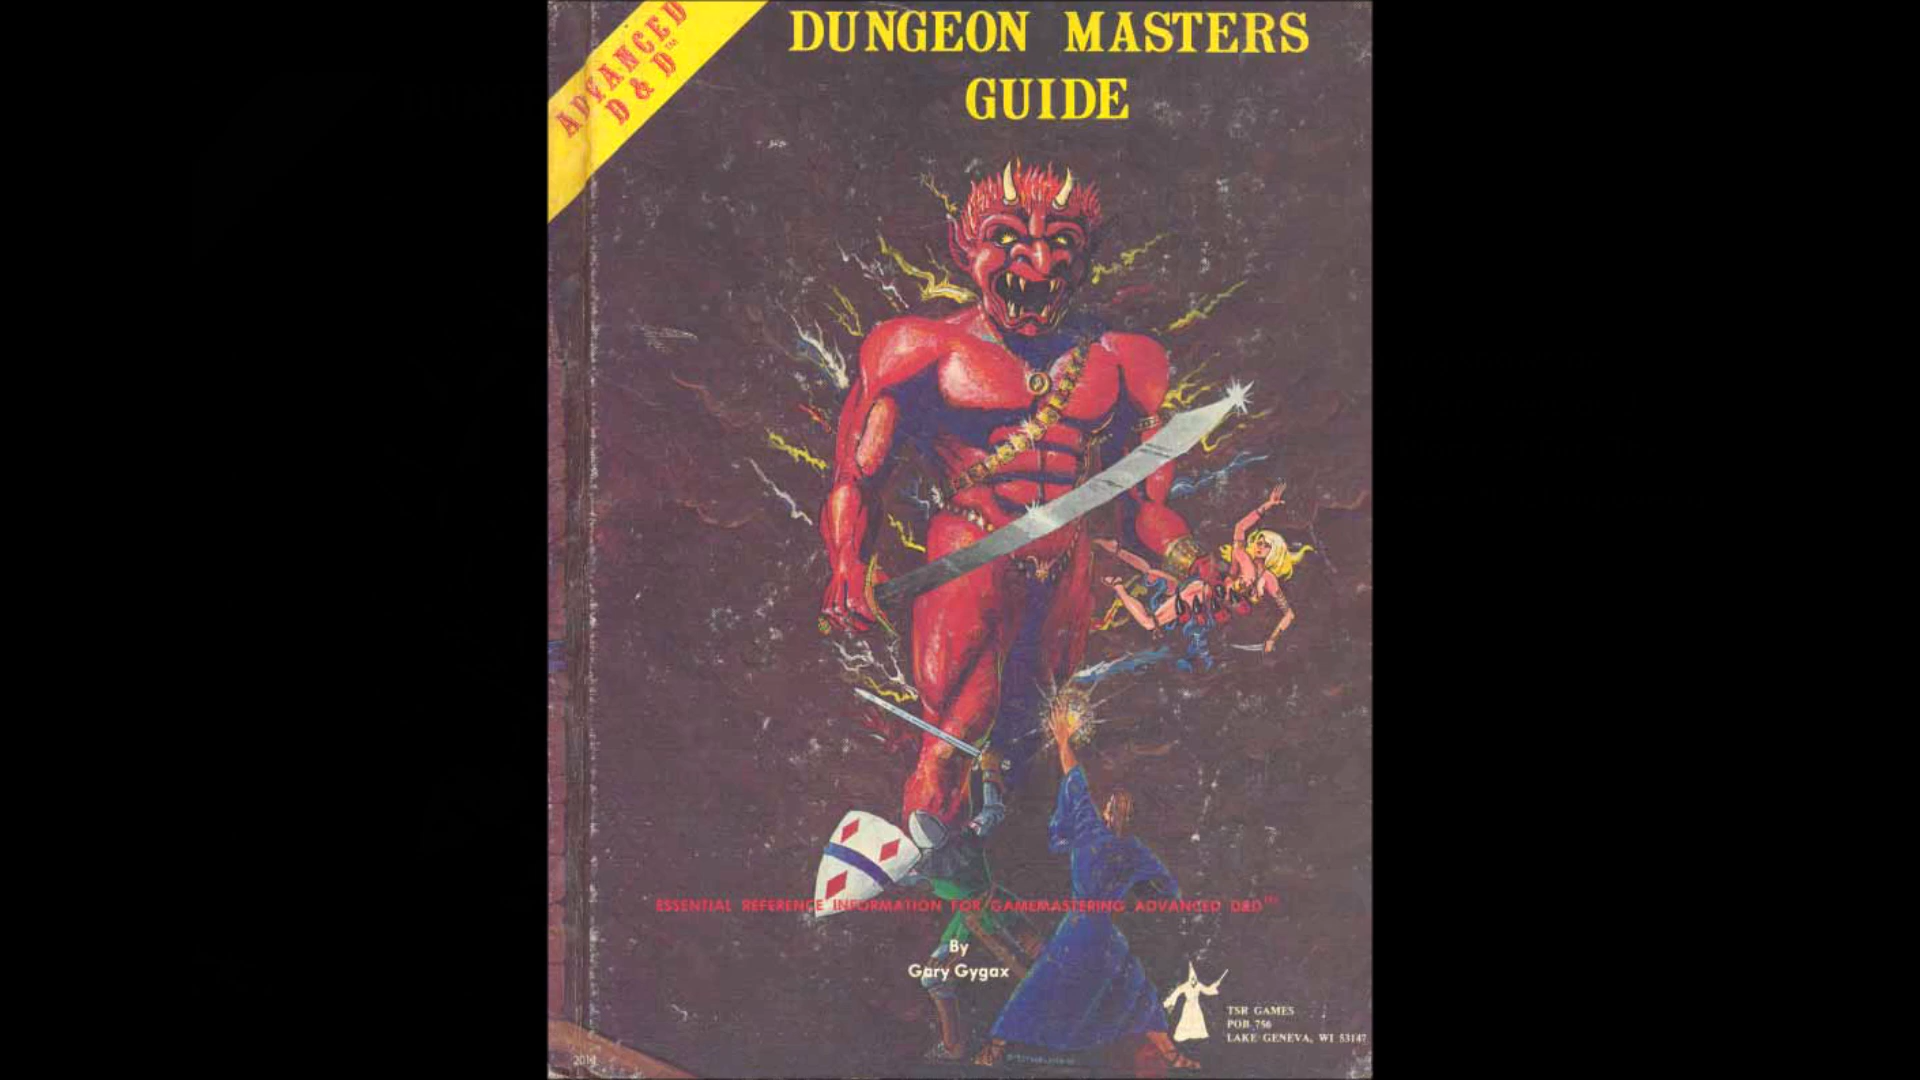 ADVANCED
D & D™
DUNGEON MASTERS
GUIDE
ESSENTIAL REFERENCE INFORMATION FOR GAMEMASTERING ADVANCED D&D™
By
Gary Gygax
TSR GAMES
POB 756
LAKE GENEVA, WI 53147